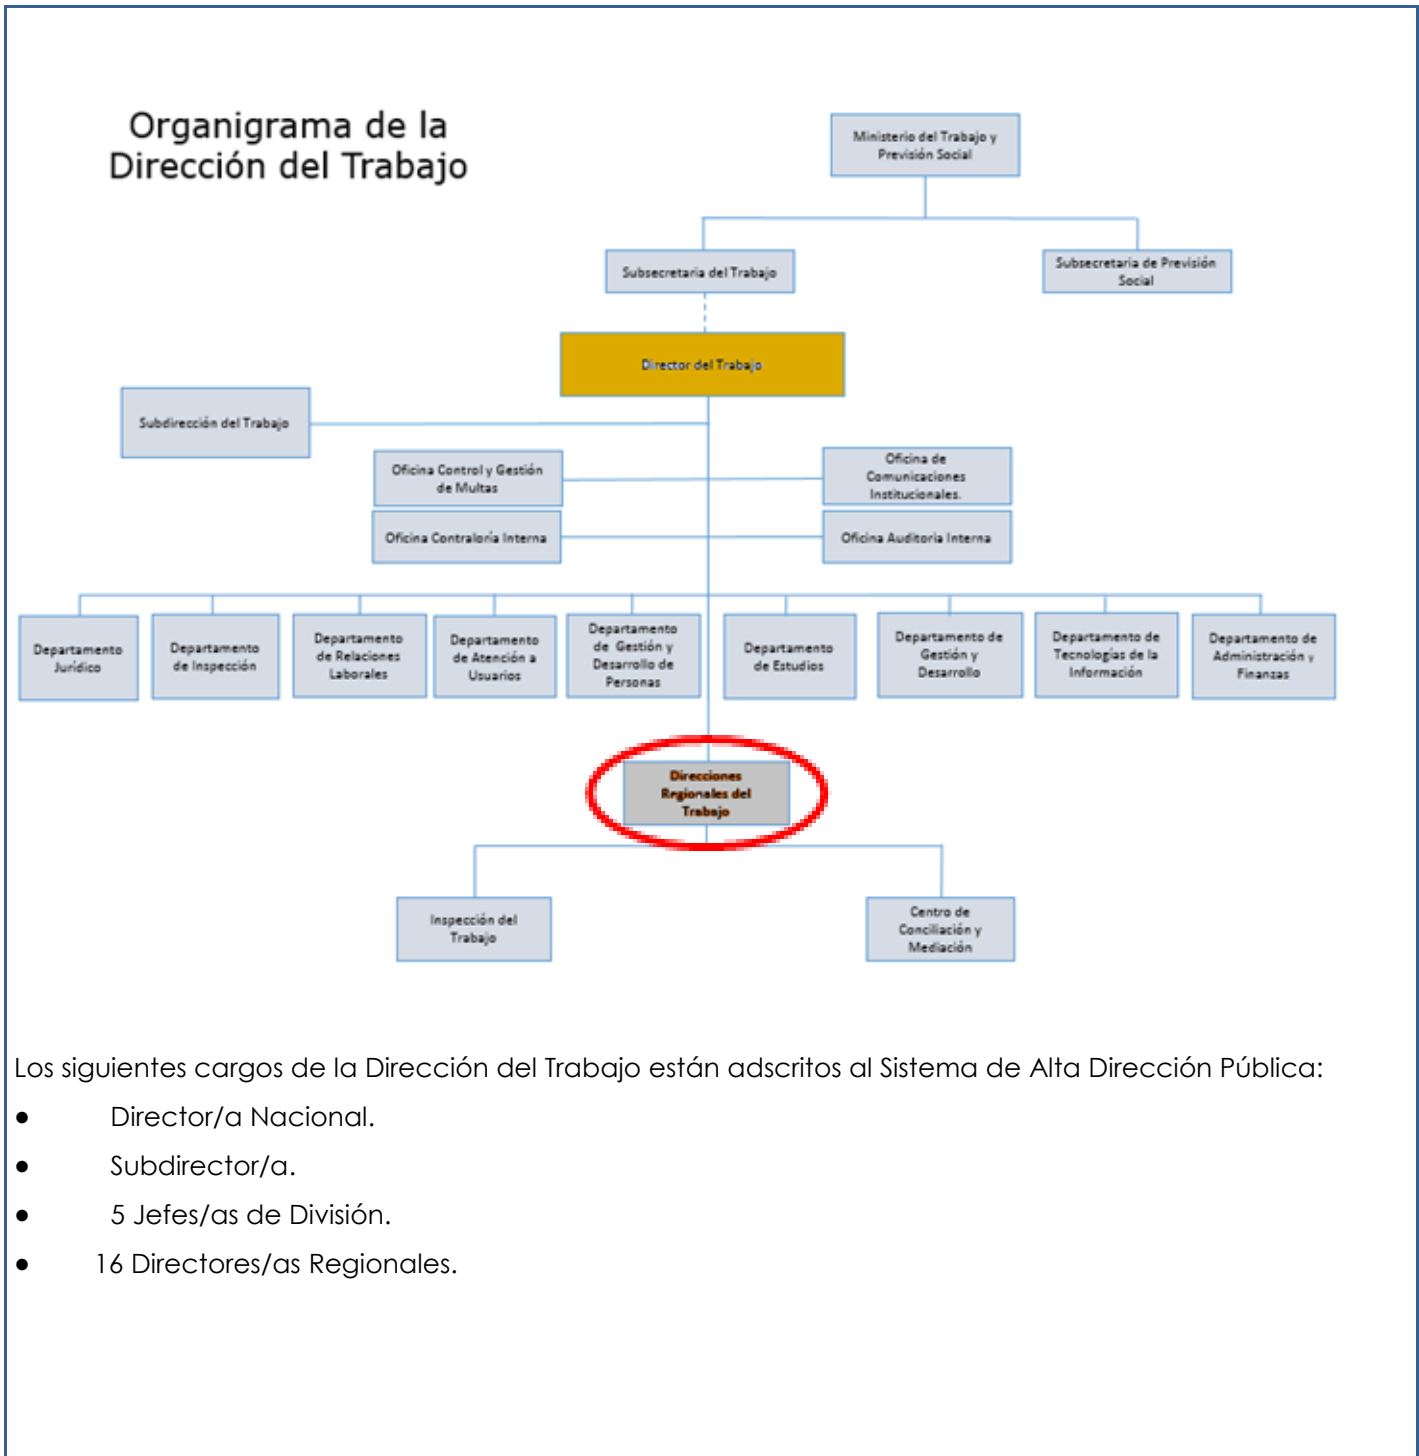 Organigrama de la
Dirección del Trabajo
Ministerio del Trabajo y
Previsión Social
Subsecretaria del Trabajo
Subsecretaria de Previsión
Social
Director del Trabajo
Subdirección del Trabajo
Oficina Control y Gestión
de Multas
Oficina de
Comunicaciones
Institucionales.
Oficina Contraloría Interna
Oficina Auditoria Interna
Departamento
Jurídico
Departamento
de Inspección
Departamento
de Relaciones
Laborales
Departamento
de Atención a
Usuarios
Departamento
de Gestión y
Desarrollo de
Personas
Departamento
de Estudios
Departamento de
Gestión y
Desarrollo
Departamento de
Tecnologías de la
Información
Departamento de
Administración y
Finanzas
Direcciones
Regionales del
Trabajo
Inspección del
Trabajo
Centro de
Conciliación y
Mediación
Los siguientes cargos de la Dirección del Trabajo están adscritos al Sistema de Alta Dirección Pública:
● Director/a Nacional.
● Subdirector/a.
● 5 Jefes/as de División.
● 16 Directores/as Regionales.